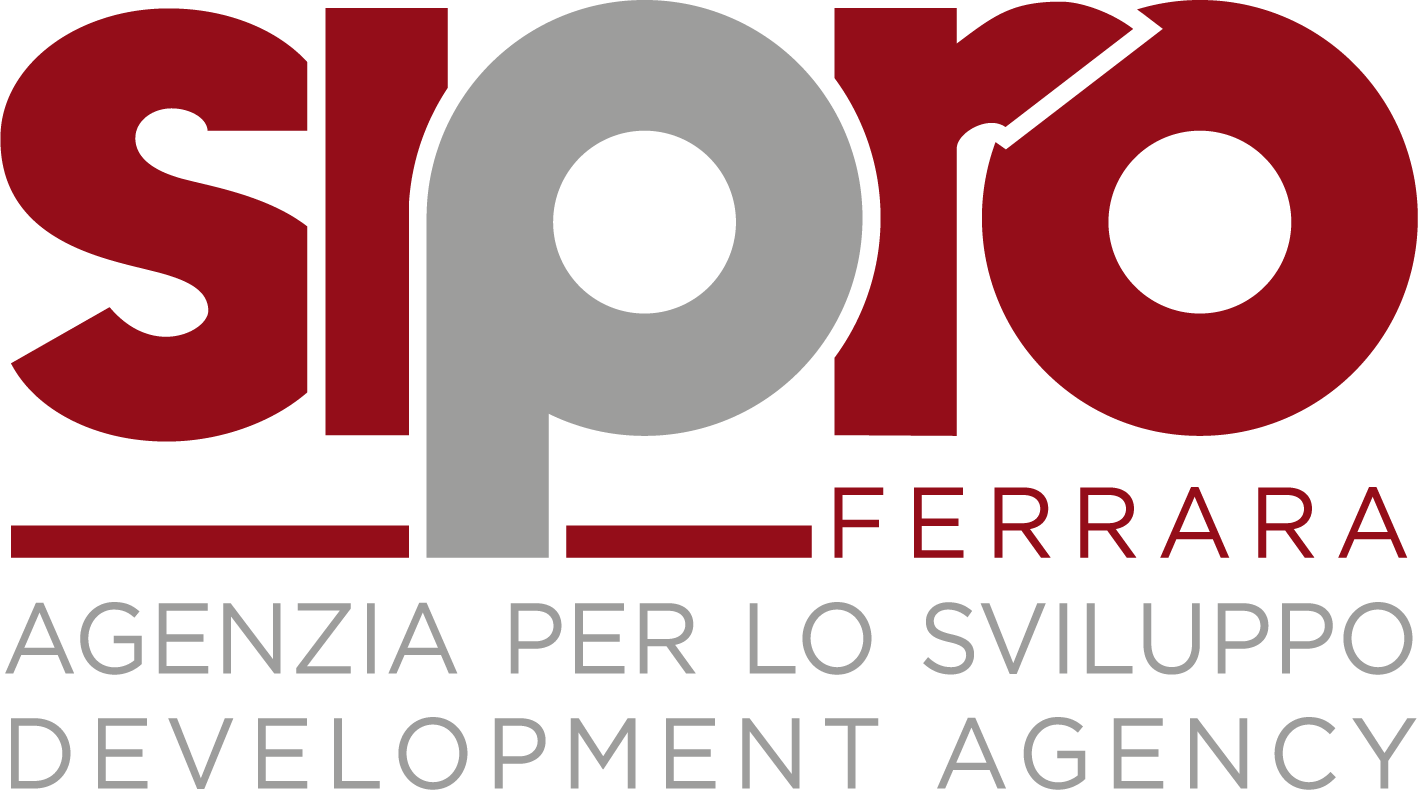 sipro
FERRARA
AGENZIA PER LO SVILUPPO
DEVELOPMENT AGENCY